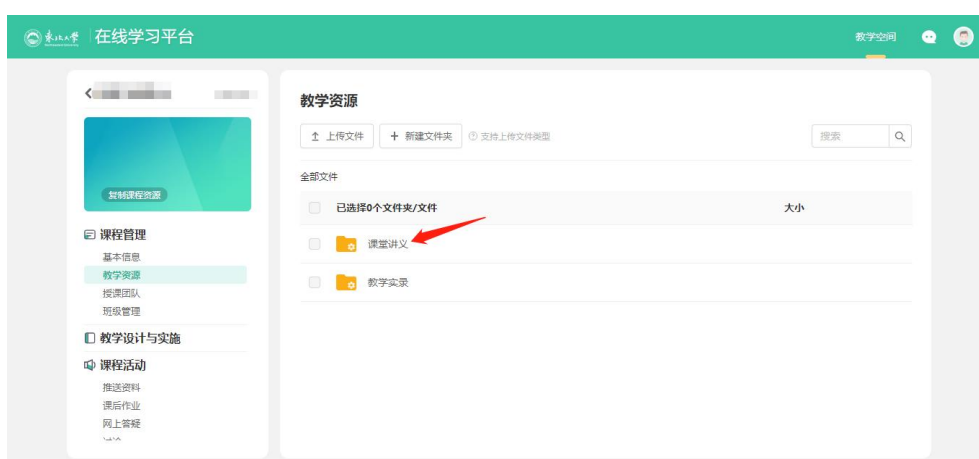 东北大学 在线学习平台
教学空间
复制课程资源
课程管理
基本信息
教学资源
授课团队
班级管理
教学设计与实施
课程活动
推送资料
课后作业
网上答疑
教学资源
上传文件 + 新建文件夹 支持上传文件类型
搜索
全部文件
已选择0个文件夹/文件 大小
课堂讲义
教学实录